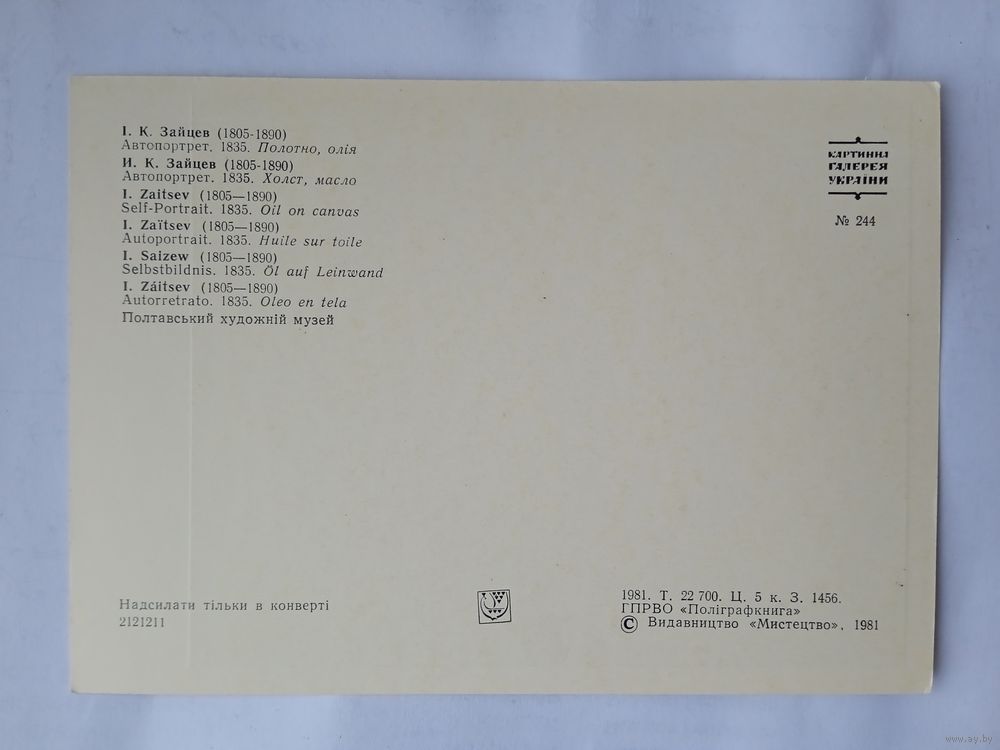 І. К. Зайцев (1805-1890)
Автопортрет. 1835. Полотно, олія
И. К. Зайцев (1805-1890)
Автопортрет. 1835. Холст, масло
I. Zaitsev (1805—1890)
Self-Portrait. 1835. Oil on canvas
I. Zaïtsev (1805—1890)
Autoportrait. 1835. Huile sur toile
I. Saizew (1805—1890)
Selbstbildnis. 1835. Öl auf Leinwand
I. Záitsev (1805—1890)
Autorretrato. 1835. Oleo en tela
Полтавський художній музей
КАРТИННА
ГАЛЕРЕЯ
УКРАЇНИ
№ 244
Надсилати тільки в конверті
2121211
1981. Т. 22 700. Ц. 5 к. З. 1456.
ГПРВО «Поліграфкнига»
© Видавництво «Мистецтво», 1981
www.ay.by